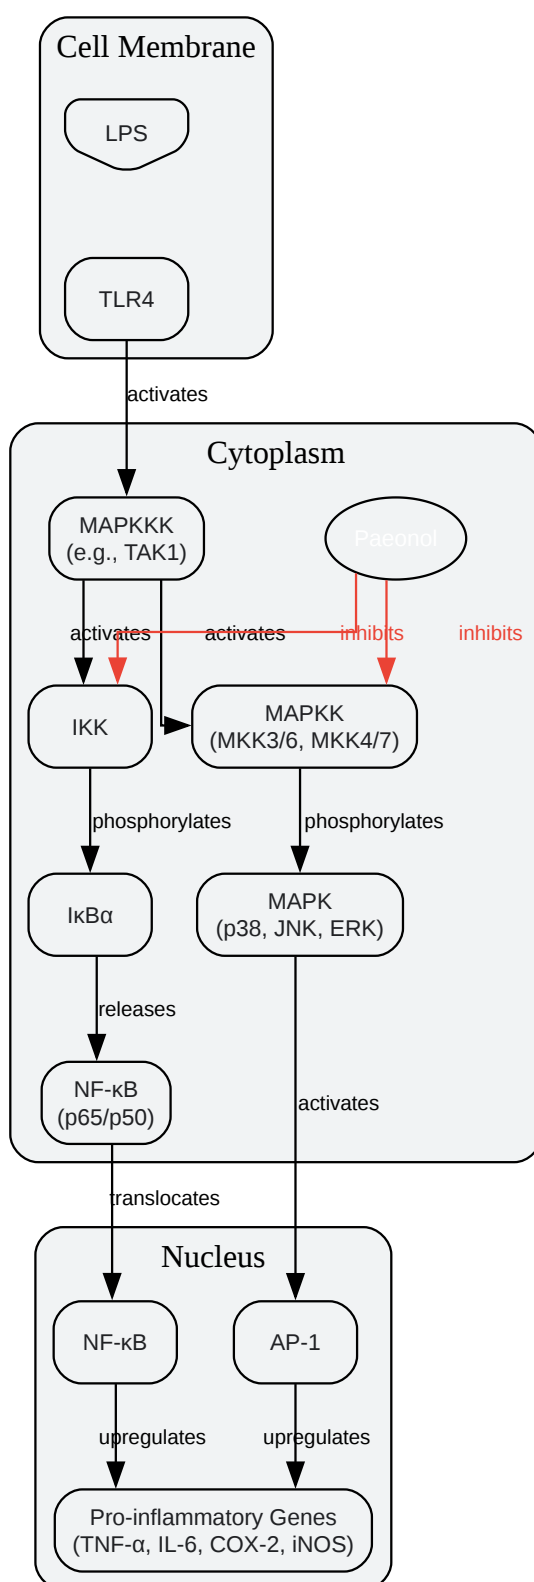 Cell Membrane
LPS
TLR4
activates
Cytoplasm
MAPKKK
(e.g., TAK1)
Paeonol
activates
activates
inhibits
inhibits
IKK
MAPKK
(MKK3/6, MKK4/7)
phosphorylates
phosphorylates
IκBα
MAPK
(p38, JNK, ERK)
releases
NF-κB
(p65/p50)
activates
translocates
Nucleus
NF-κB
AP-1
upregulates
upregulates
Pro-inflammatory Genes
(TNF-α, IL-6, COX-2, iNOS)